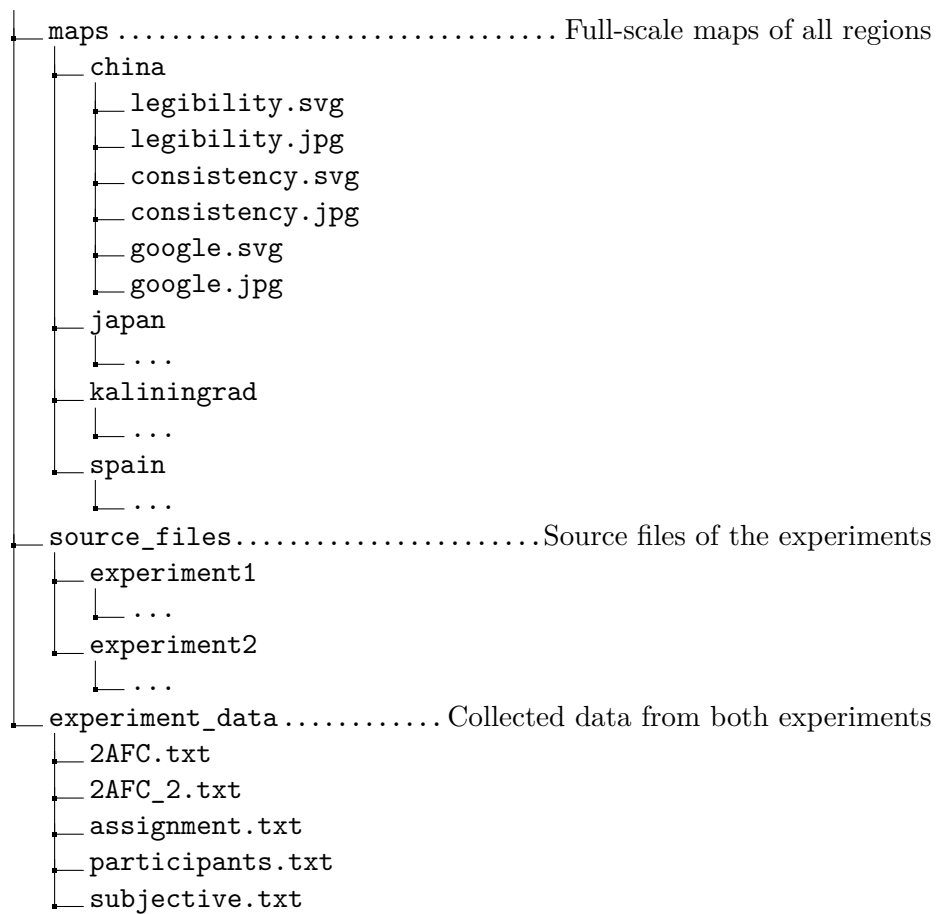 maps ................................. Full-scale maps of all regions
china
legibility.svg
legibility.jpg
consistency.svg
consistency.jpg
google.svg
google.jpg
japan
...
kaliningrad
...
spain
...
source_files.......................Source files of the experiments
experiment1
...
experiment2
...
experiment_data............Collected data from both experiments
2AFC.txt
2AFC_2.txt
assignment.txt
participants.txt
subjective.txt